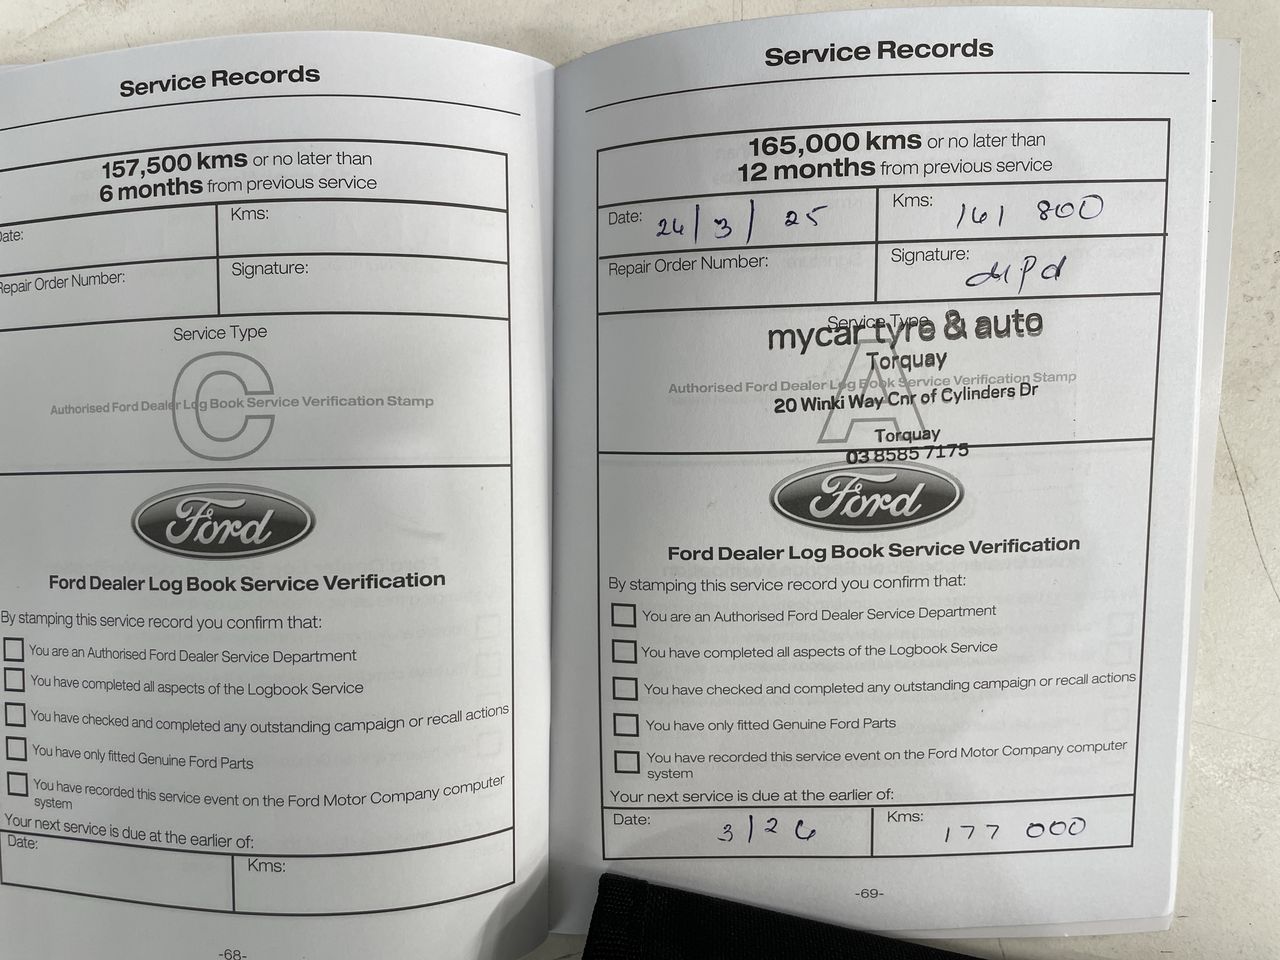 Service Records
157,500 kms or no later than
6 months from previous service
Date:
Kms:
Repair Order Number:
Signature:
Service Type
C
Authorised Ford Dealer Log Book Service Verification Stamp
Ford
Ford Dealer Log Book Service Verification
By stamping this service record you confirm that:
You are an Authorised Ford Dealer Service Department
You have completed all aspects of the Logbook Service
You have checked and completed any outstanding campaign or recall actions
You have only fitted Genuine Ford Parts
You have recorded this service event on the Ford Motor Company computer
system
Your next service is due at the earlier of:
Date:
Kms:
-68-
Service Records
165,000 kms or no later than
12 months from previous service
Date: 26/3/25
Kms: 161 800
Repair Order Number:
Signature:
Service Type
mycar tyre & auto
Torquay
A
Authorised Ford Dealer Log Book Service Verification Stamp
20 Winki Way Cnr of Cylinders Dr
Torquay
03 8585 7175
Ford
Ford Dealer Log Book Service Verification
By stamping this service record you confirm that:
You are an Authorised Ford Dealer Service Department
You have completed all aspects of the Logbook Service
You have checked and completed any outstanding campaign or recall actions
You have only fitted Genuine Ford Parts
You have recorded this service event on the Ford Motor Company computer
system
Your next service is due at the earlier of:
Date: 3/26
Kms: 177 000
-69-